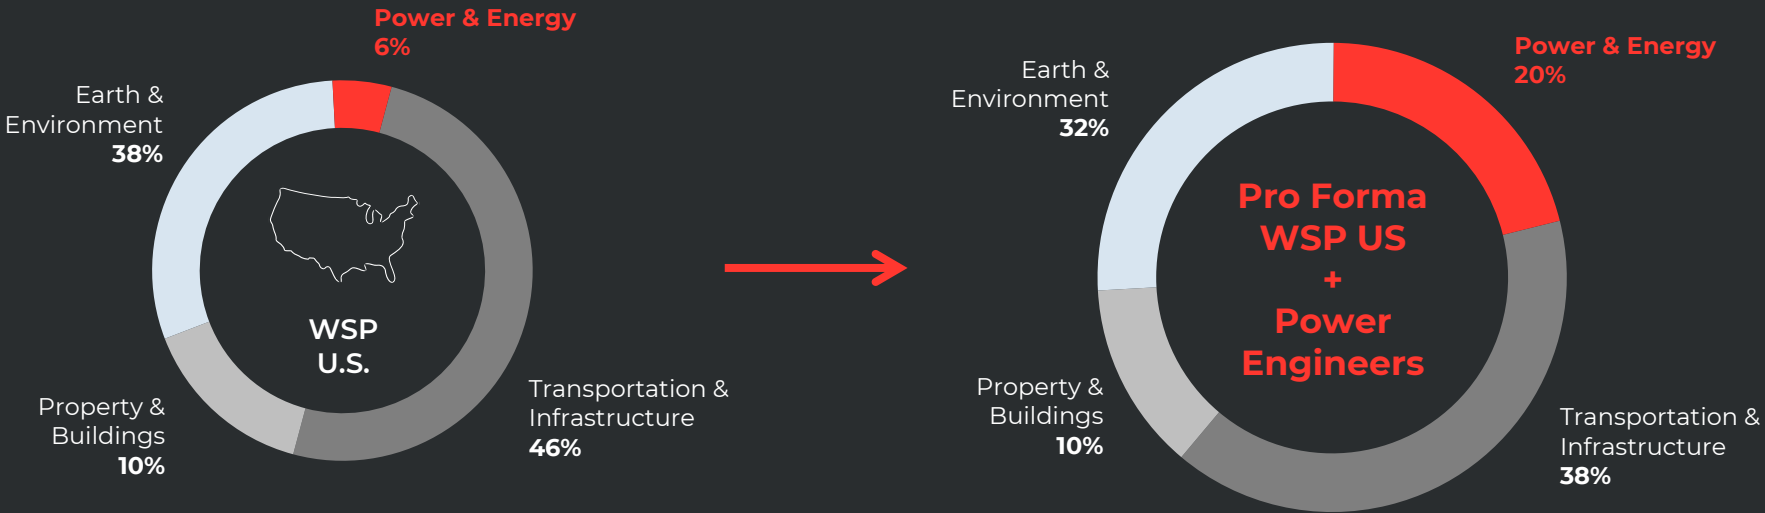 Power & Energy
6%
Earth &
Environment
38%
WSP
U.S.
Property &
Buildings
10%
Transportation &
Infrastructure
46%
Power & Energy
20%
Earth &
Environment
32%
Pro Forma
WSP US
+
Power
Engineers
Property &
Buildings
10%
Transportation &
Infrastructure
38%